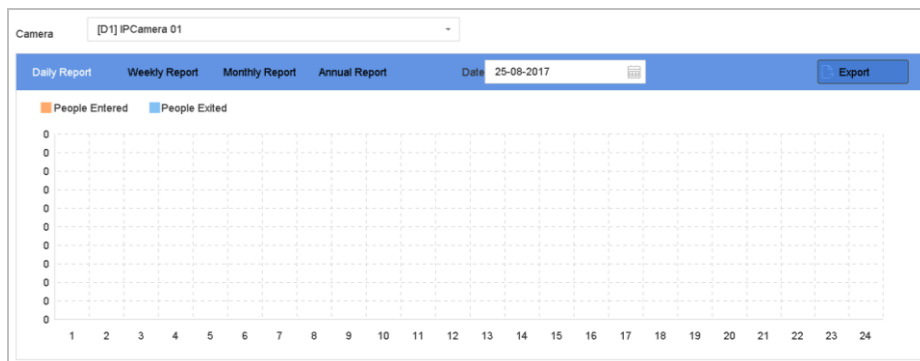 Camera [D1] IPCamera 01
Daily Report Weekly Report Monthly Report Annual Report Date 25-08-2017 Export
People Entered People Exited
0
0
0
0
0
0
0
0
0
0
0
1 2 3 4 5 6 7 8 9 10 11 12 13 14 15 16 17 18 19 20 21 22 23 24